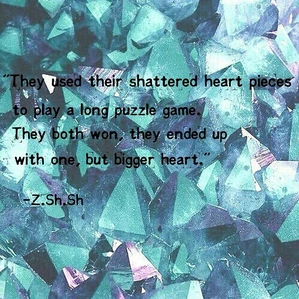 "They used their shattered heart pieces
to play a long puzzle game.
They both won, they ended up
with one, but bigger heart."
-Z.Sh.Sh